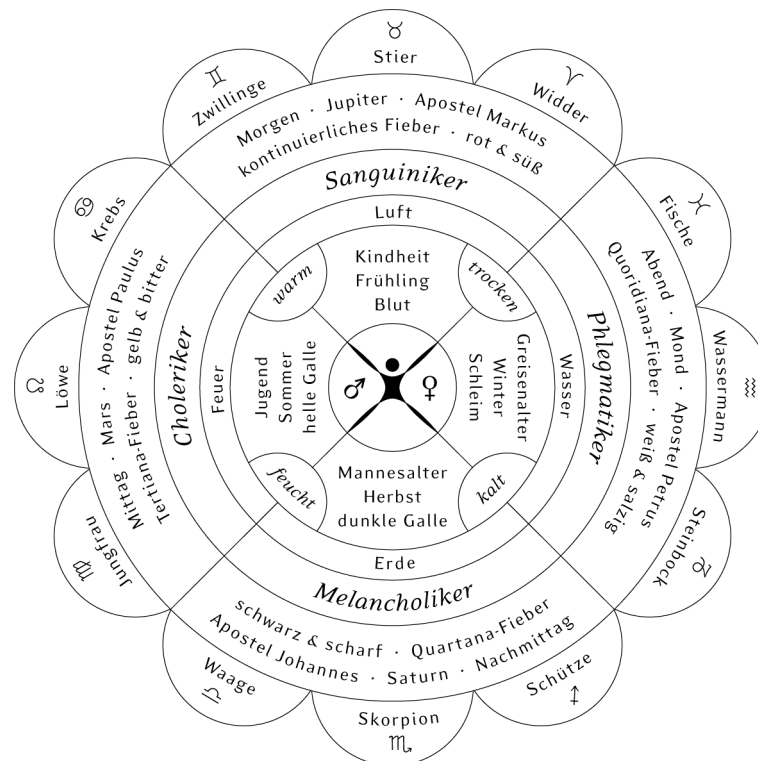 ♉
Stier
♈
Widder
♓
Fische
Wassermann
♒
Steinbock
♑
Schütze
♐
Skorpion
♏
Waage
♎
Jungfrau
♍
Löwe
♌
Krebs
♋
Zwillinge
♊
Morgen · Jupiter · Apostel Markus
kontinuierliches Fieber · rot & süß
Sanguiniker
Luft
Kindheit
Frühling
Blut
Abend · Mond · Apostel Petrus
Quoridiana-Fieber · weiß & salzig
Phlegmatiker
Wasser
Greisenalter
Winter
Schleim
Melancholiker
schwarz & scharf · Quartana-Fieber
Apostel Johannes · Saturn · Nachmittag
Erde
Mannesalter
Herbst
dunkle Galle
Mittag · Mars · Apostel Paulus
Tertiana-Fieber · gelb & bitter
Choleriker
Feuer
Jugend
Sommer
helle Galle
warm
trocken
kalt
feucht
♂
♀